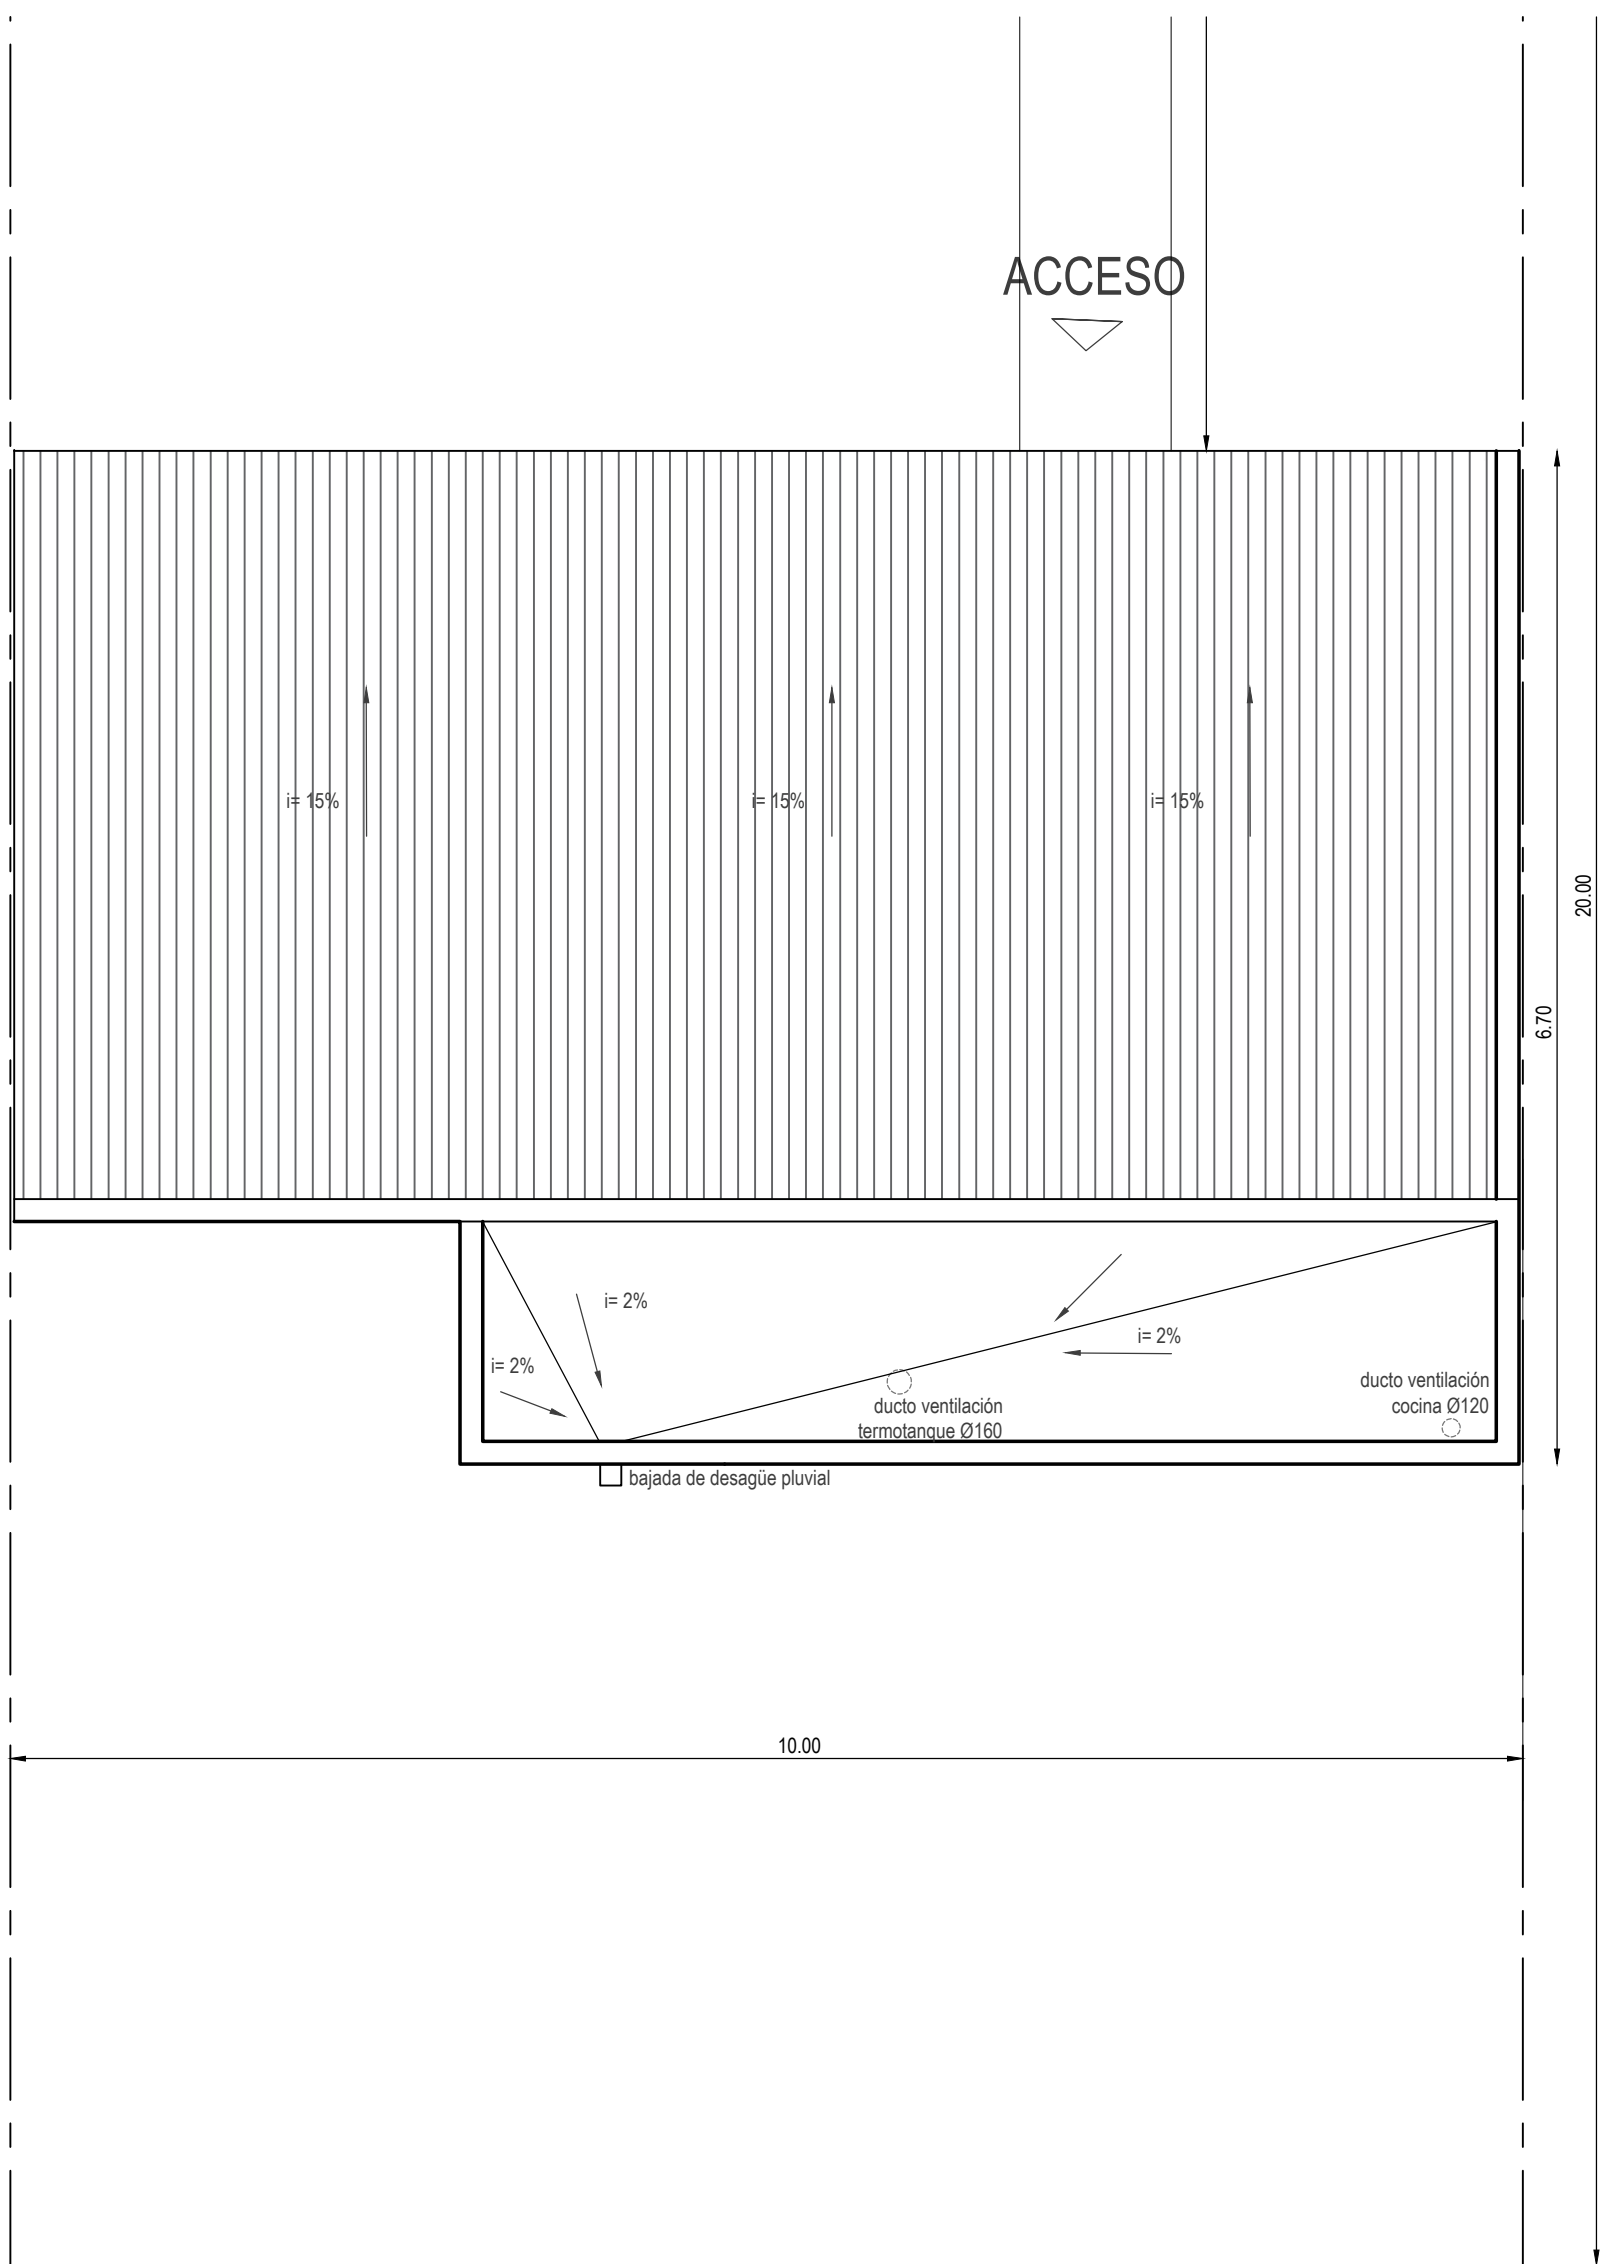 ACCESO
i= 15%
i= 15%
i= 15%
20.00
6.70
i= 2%
i= 2%
i= 2%
ducto ventilación
cocina Ø120
ducto ventilación
termotanque Ø160
bajada de desagüe pluvial
10.00